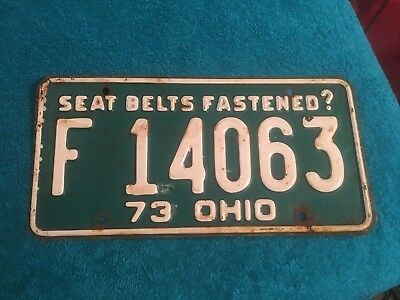 SEAT BELTS FASTENED?
F 14063
73 OHIO